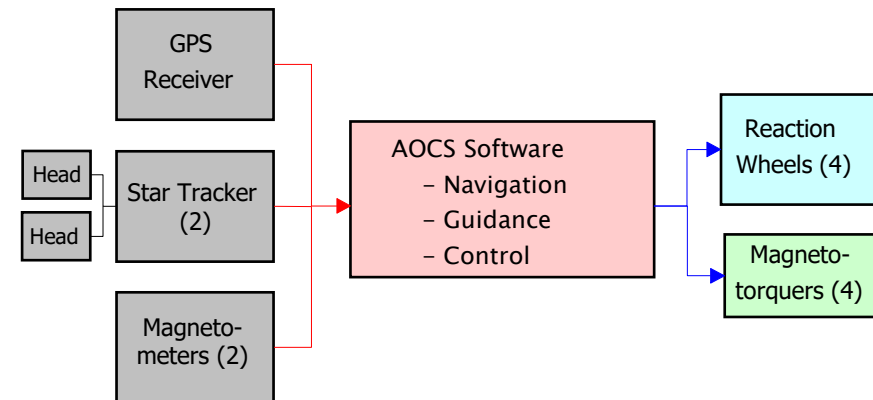 GPS
Receiver
Head
Head
Star Tracker
(2)
Magneto-
meters (2)
AOCS Software
– Navigation
– Guidance
– Control
Reaction
Wheels (4)
Magneto-
torquers (4)